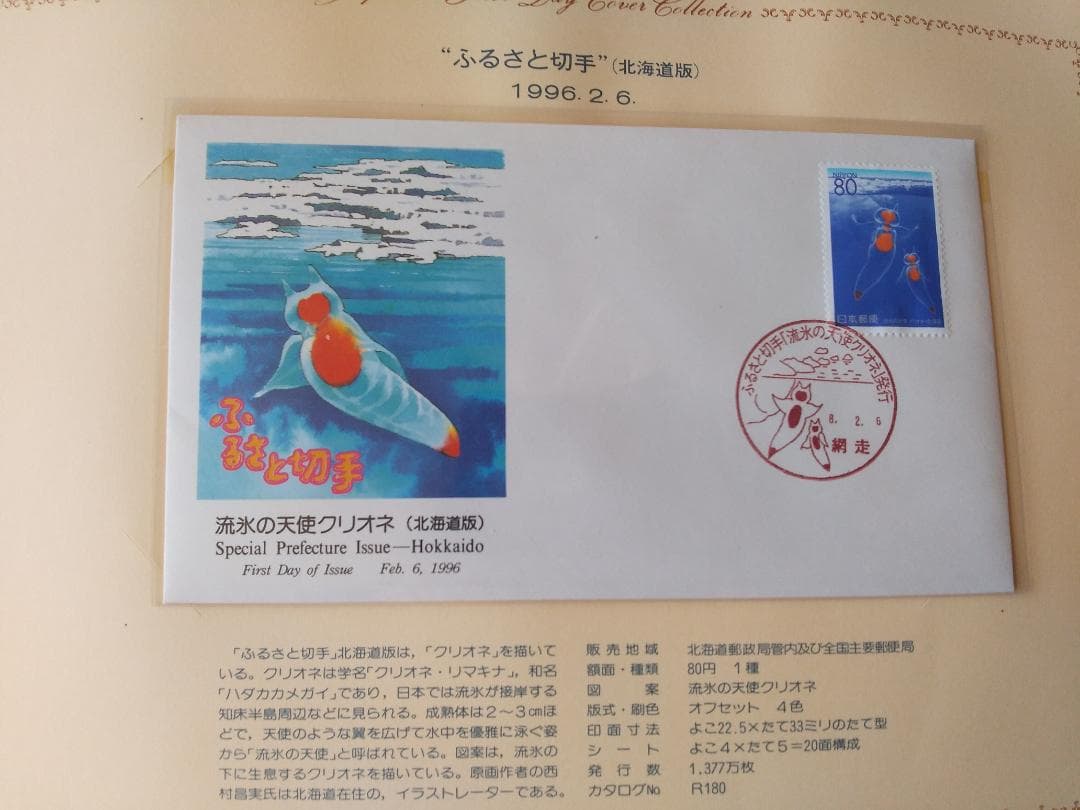 Day Cover Collection
“ふるさと切手”（北海道版）
1996. 2. 6.
NIPPON
80
日本郵便
ふるさと切手「流氷の天使クリオネ」発行
8. 2. 6
網走
ふるさと切手
流氷の天使クリオネ（北海道版）
Special Prefecture Issue—Hokkaido
First Day of Issue Feb. 6, 1996
「ふるさと切手」北海道版は，「クリオネ」を描いて
いる。クリオネは学名「クリオネ・リマキナ」，和名
「ハダカカメガイ」であり，日本では流氷が接岸する
知床半島周辺などに見られる。成熟体は２～３㎝ほ
どで，天使のような翼を広げて水中を優雅に泳ぐ姿
から「流氷の天使」と呼ばれている。図案は，流氷の
下に生息するクリオネを描いている。原画作者の西
村昌実氏は北海道在住の，イラストレーターである。
販売地域 北海道郵政局管内及び全国主要郵便局
額面・種類 80円 １種
図案 流氷の天使クリオネ
版式・刷色 オフセット ４色
印面寸法 よこ22.5×たて33ミリのたて型
シート よこ４×たて５＝20面構成
発行数 1,377万枚
カタログNo R180